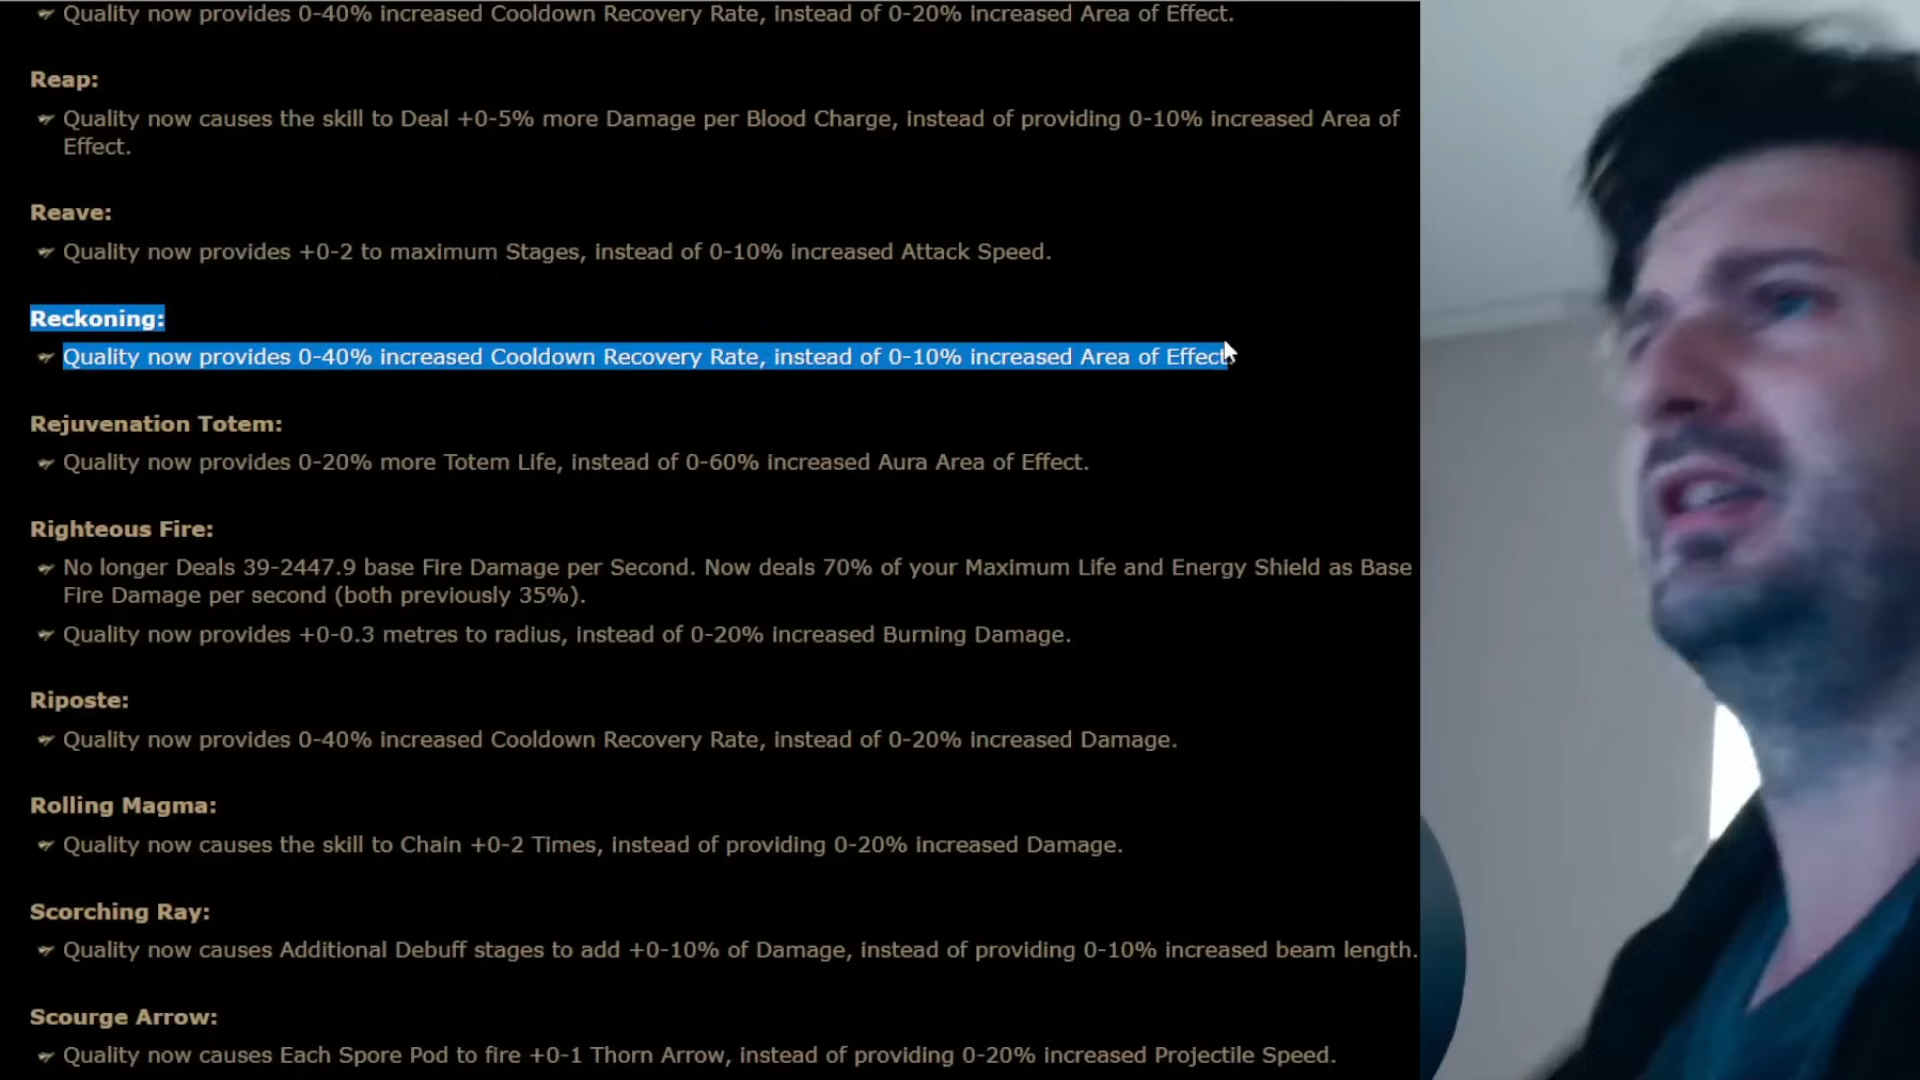 Quality now provides 0-40% increased Cooldown Recovery Rate, instead of 0-20% increased Area of Effect.
Reap:
Quality now causes the skill to Deal +0-5% more Damage per Blood Charge, instead of providing 0-10% increased Area of
Effect.
Reave:
Quality now provides +0-2 to maximum Stages, instead of 0-10% increased Attack Speed.
Reckoning:
Quality now provides 0-40% increased Cooldown Recovery Rate, instead of 0-10% increased Area of Effect.
Rejuvenation Totem:
Quality now provides 0-20% more Totem Life, instead of 0-60% increased Aura Area of Effect.
Righteous Fire:
No longer Deals 39-2447.9 base Fire Damage per Second. Now deals 70% of your Maximum Life and Energy Shield as Base
Fire Damage per second (both previously 35%).
Quality now provides +0-0.3 metres to radius, instead of 0-20% increased Burning Damage.
Riposte:
Quality now provides 0-40% increased Cooldown Recovery Rate, instead of 0-20% increased Damage.
Rolling Magma:
Quality now causes the skill to Chain +0-2 Times, instead of providing 0-20% increased Damage.
Scorching Ray:
Quality now causes Additional Debuff stages to add +0-10% of Damage, instead of providing 0-10% increased beam length.
Scourge Arrow:
Quality now causes Each Spore Pod to fire +0-1 Thorn Arrow, instead of providing 0-20% increased Projectile Speed.